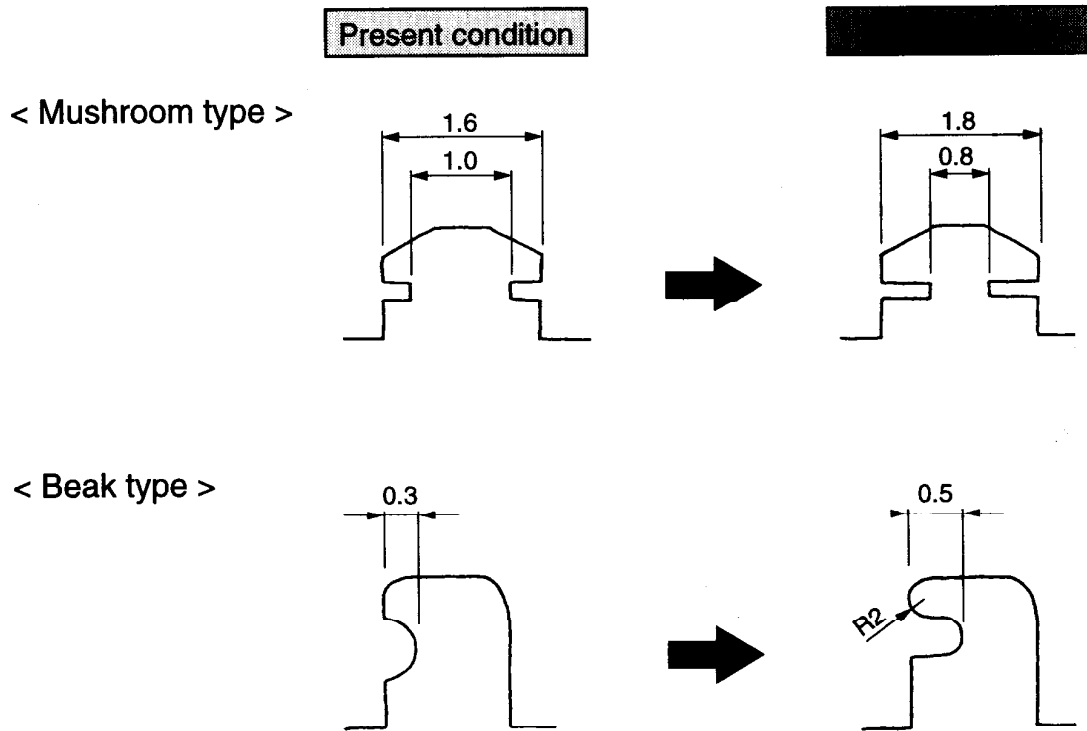 Present condition
< Mushroom type >
1.6
1.0
1.8
0.8
< Beak type >
0.3
0.5
R2